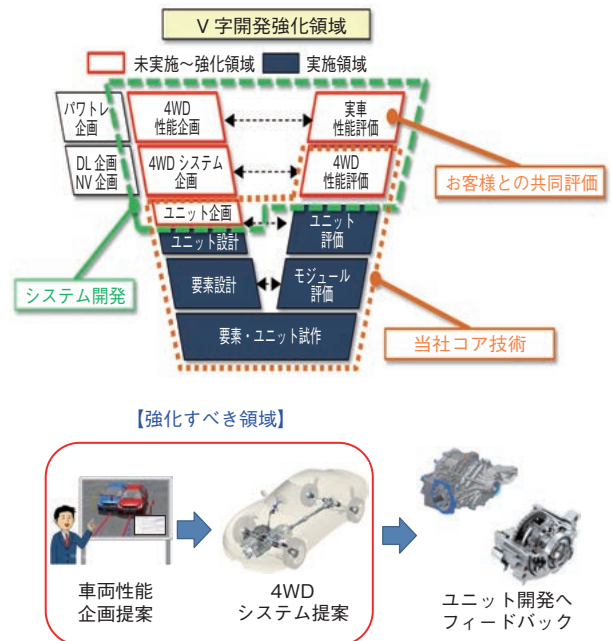 V字開発強化領域
未実施~強化領域
実施領域
パワトレ
企画
4WD
性能企画
実車
性能評価
DL 企画
NV 企画
4WD システム
企画
4WD
性能評価
お客様との共同評価
ユニット企画
ユニット設計
ユニット
評価
システム開発
要素設計
モジュール
評価
要素・ユニット試作
当社コア技術
【強化すべき領域】
車両性能
企画提案
4WD
システム提案
ユニット開発へ
フィードバック